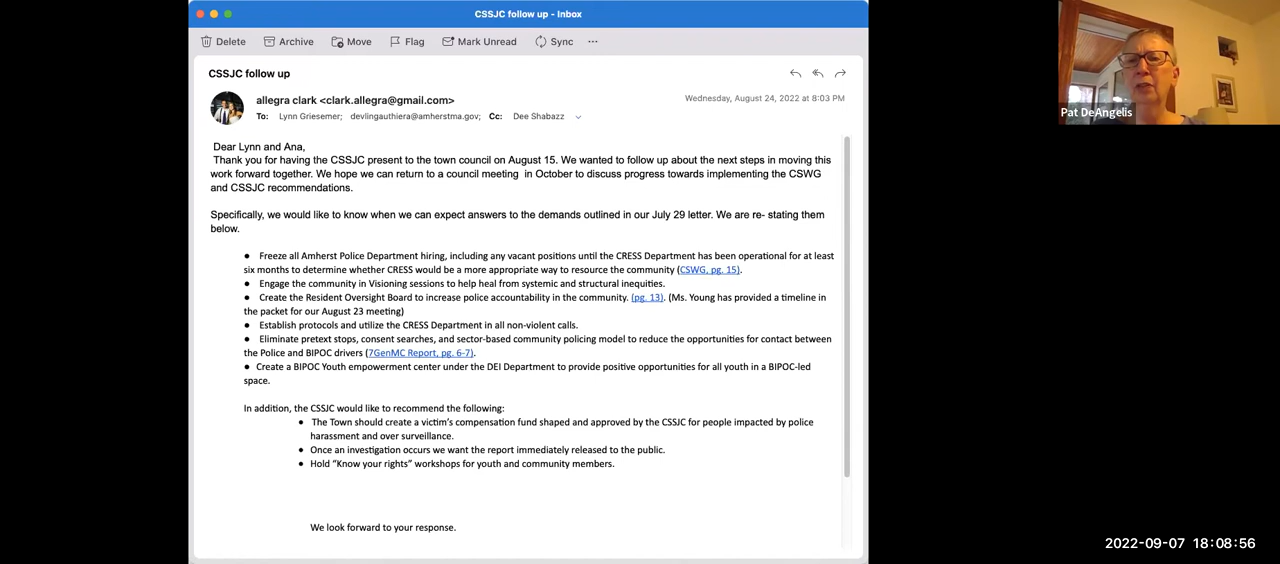 CSSJC follow up - Inbox
Delete Archive Move Flag Mark Unread Sync ...
CSSJC follow up
allegra clark <clark.allegra@gmail.com>
Wednesday, August 24, 2022 at 8:03 PM
To: Lynn Griesemer; devlingauthiera@amherstma.gov; Cc: Dee Shabazz
Dear Lynn and Ana,
Thank you for having the CSSJC present to the town council on August 15. We wanted to follow up about the next steps in moving this
work forward together. We hope we can return to a council meeting in October to discuss progress towards implementing the CSWG
and CSSJC recommendations.
Specifically, we would like to know when we can expect answers to the demands outlined in our July 29 letter. We are re- stating them
below.
● Freeze all Amherst Police Department hiring, including any vacant positions until the CRESS Department has been operational for at least
six months to determine whether CRESS would be a more appropriate way to resource the community (CSWG, pg. 15).
● Engage the community in Visioning sessions to help heal from systemic and structural inequities.
● Create the Resident Oversight Board to increase police accountability in the community. (pg. 13). (Ms. Young has provided a timeline in
the packet for our August 23 meeting)
● Establish protocols and utilize the CRESS Department in all non-violent calls.
● Eliminate pretext stops, consent searches, and sector-based community policing model to reduce the opportunities for contact between
the Police and BIPOC drivers (7GenMC Report, pg. 6-7).
● Create a BIPOC Youth empowerment center under the DEI Department to provide positive opportunities for all youth in a BIPOC-led
space.
In addition, the CSSJC would like to recommend the following:
● The Town should create a victim's compensation fund shaped and approved by the CSSJC for people impacted by police
harassment and over surveillance.
● Once an investigation occurs we want the report immediately released to the public.
● Hold "Know your rights" workshops for youth and community members.
We look forward to your response.
Pat DeAngelis
2022-09-07 18:08:56